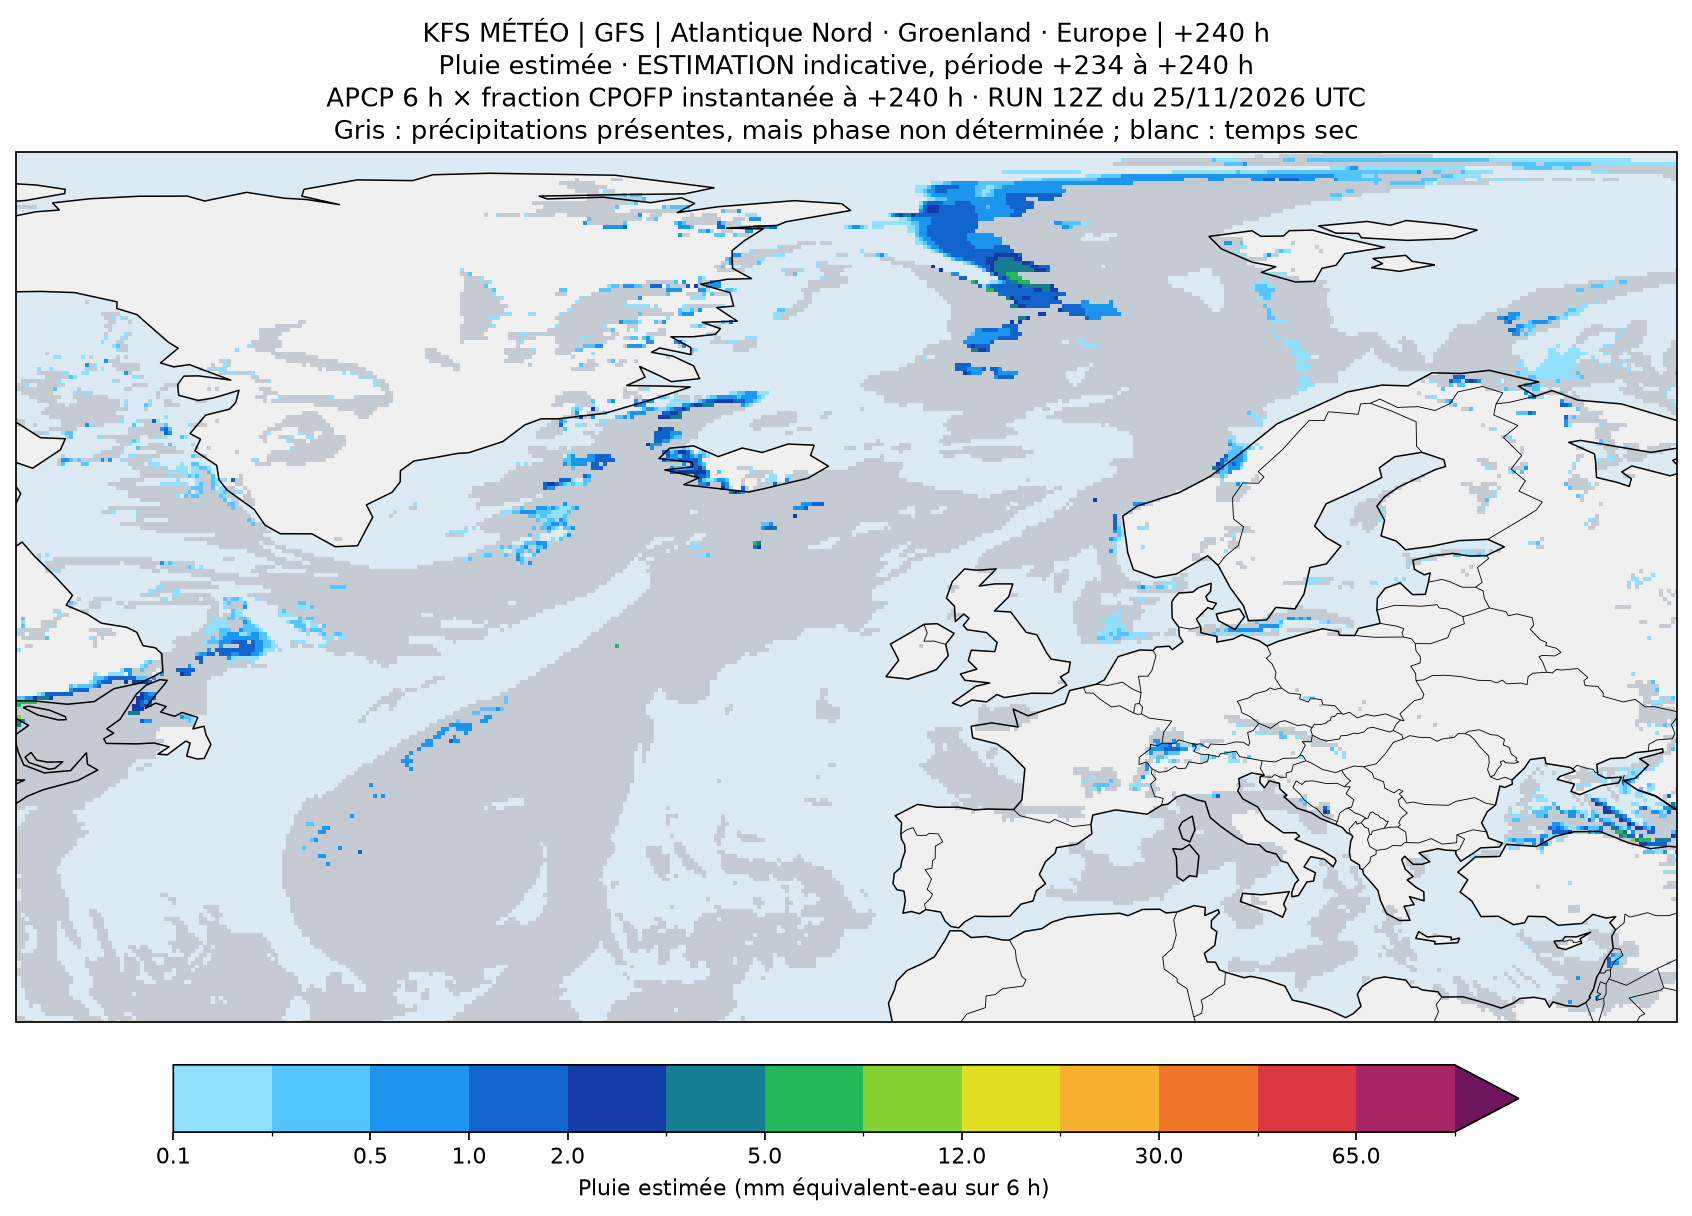 KFS MÉTÉO | GFS | Atlantique Nord · Groenland · Europe | +240 h
Pluie estimée · ESTIMATION indicative, période +234 à +240 h
APCP 6 h × fraction CPOFP instantanée à +240 h · RUN 12Z du 25/11/2026 UTC
Gris : précipitations présentes, mais phase non déterminée ; blanc : temps sec
0.1 0.5 1.0 2.0 5.0 12.0 30.0 65.0
Pluie estimée (mm équivalent-eau sur 6 h)